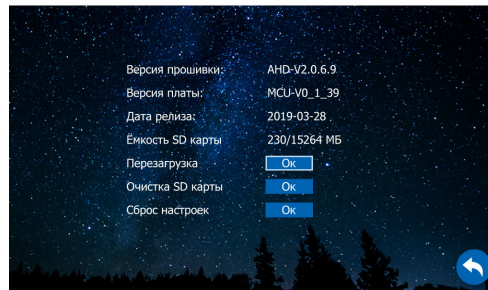 Версия прошивки: AHD-V2.0.6.9
Версия платы: MCU-V0_1_39
Дата релиза: 2019-03-28
Ёмкость SD карты 230/15264 МБ
Перезагрузка Ок
Очистка SD карты Ок
Сброс настроек Ок